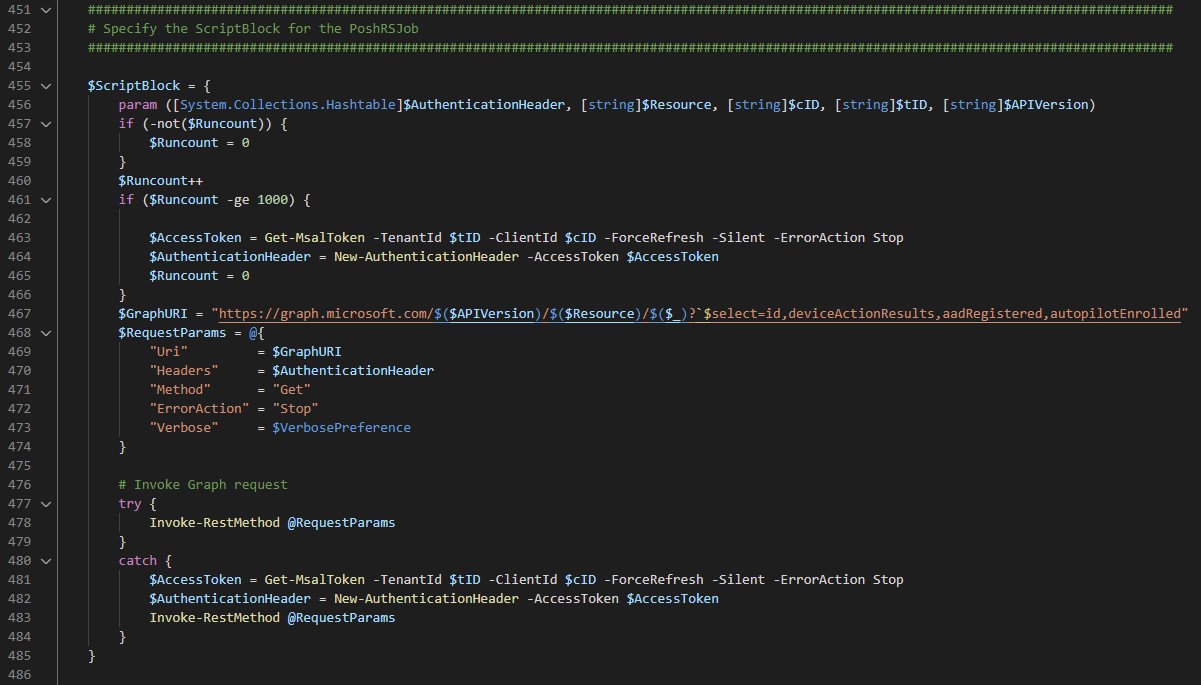 451 ############################################################################################################################################
452 # Specify the ScriptBlock for the PoshRSJob
453 ############################################################################################################################################
454
455 $ScriptBlock = {
456 param ([System.Collections.Hashtable]$AuthenticationHeader, [string]$Resource, [string]$cID, [string]$tID, [string]$APIVersion)
457 if (-not($Runcount)) {
458 $Runcount = 0
459 }
460 $Runcount++
461 if ($Runcount -ge 1000) {
462
463 $AccessToken = Get-MsalToken -TenantId $tID -ClientId $cID -ForceRefresh -Silent -ErrorAction Stop
464 $AuthenticationHeader = New-AuthenticationHeader -AccessToken $AccessToken
465 $Runcount = 0
466 }
467 $GraphURI = "https://graph.microsoft.com/$($APIVersion)/$($Resource)/$($_)?`$select=id,deviceActionResults,aadRegistered,autopilotEnrolled"
468 $RequestParams = @{
469 "Uri" = $GraphURI
470 "Headers" = $AuthenticationHeader
471 "Method" = "Get"
472 "ErrorAction" = "Stop"
473 "Verbose" = $VerbosePreference
474 }
475
476 # Invoke Graph request
477 try {
478 Invoke-RestMethod @RequestParams
479 }
480 catch {
481 $AccessToken = Get-MsalToken -TenantId $tID -ClientId $cID -ForceRefresh -Silent -ErrorAction Stop
482 $AuthenticationHeader = New-AuthenticationHeader -AccessToken $AccessToken
483 Invoke-RestMethod @RequestParams
484 }
485 }
486